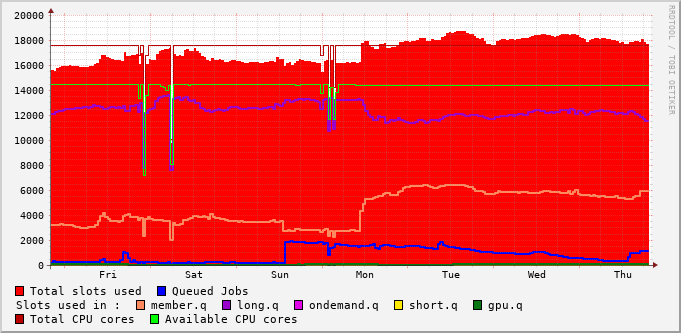 20000
18000
16000
14000
12000
10000
8000
6000
4000
2000
0
Fri Sat Sun Mon Tue Wed Thu
RRDTOOL / TOBI OETIKER
Total slots used Queued Jobs
Slots used in : member.q long.q ondemand.q short.q gpu.q
Total CPU cores Available CPU cores